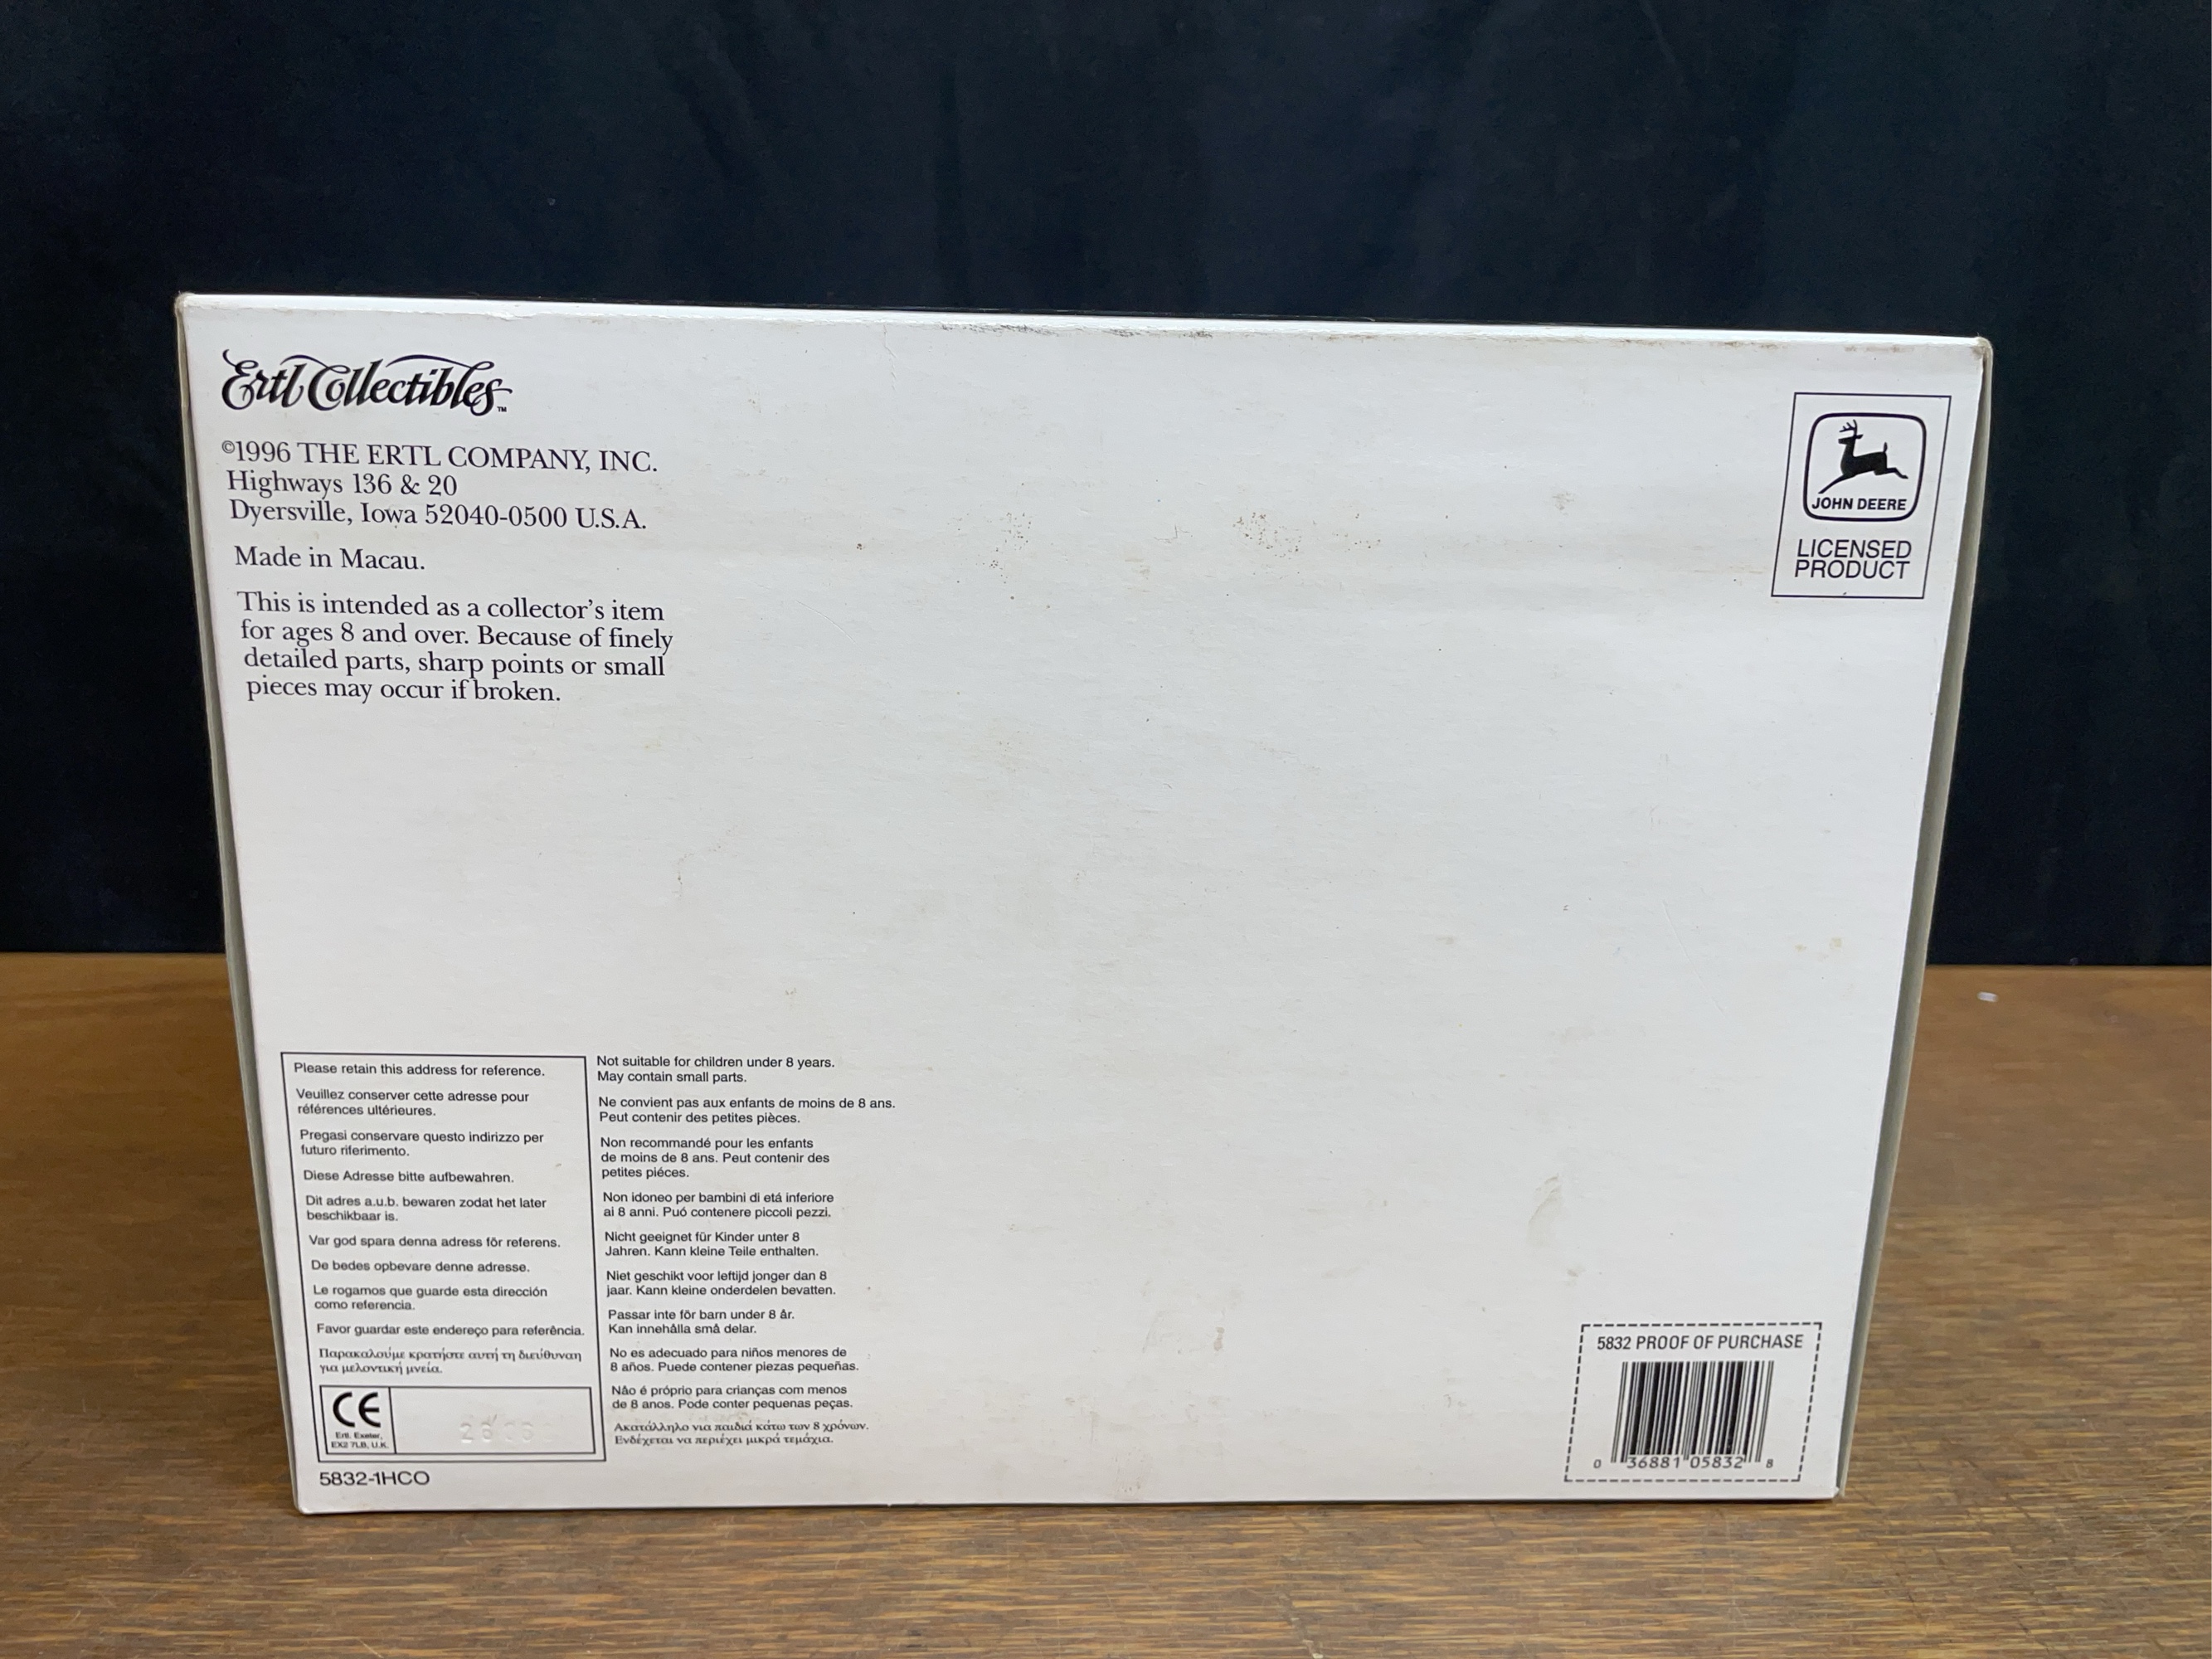 Ertl Collectibles™
©1996 THE ERTL COMPANY, INC.
Highways 136 & 20
Dyersville, Iowa 52040-0500 U.S.A.
Made in Macau.
This is intended as a collector's item
for ages 8 and over. Because of finely
detailed parts, sharp points or small
pieces may occur if broken.
JOHN DEERE
LICENSED
PRODUCT
Please retain this address for reference.
Veuillez conserver cette adresse pour
références ultérieures.
Pregasi conservare questo indirizzo per
futuro riferimento.
Diese Adresse bitte aufbewahren.
Dit adres a.u.b. bewaren zodat het later
beschikbaar is.
Var god spara denna adress för referens.
De bedes opbevare denne adresse.
Le rogamos que guarde esta dirección
como referencia.
Favor guardar este endereço para referência.
Παρακαλούμε κρατήστε αυτή τη διεύθυναη
για μελοντική μνεία.
CE
Ertl. Exeter,
EX2 7LB, U.K.
5832-1HCO
Not suitable for children under 8 years.
May contain small parts.
Ne convient pas aux enfants de moins de 8 ans.
Peut contenir des petites pièces.
Non recommandé pour les enfants
de moins de 8 ans. Peut contenir des
petites piéces.
Non idoneo per bambini di etá inferiore
ai 8 anni. Puó contenere piccoli pezzi.
Nicht geeignet für Kinder unter 8
Jahren. Kann kleine Teile enthalten.
Niet geschikt voor leftijd jonger dan 8
jaar. Kann kleine onderdelen bevatten.
Passar inte för barn under 8 år.
Kan innehålla små delar.
No es adecuado para niños menores de
8 años. Puede contener piezas pequeñas.
Não é próprio para crianças com menos
de 8 anos. Pode conter pequenas peças.
Ακατάλληλο για παιδιά κάτω των 8 χρόνων.
Ενδέχεται να περιέχει μικρά τεμάχια.
5832 PROOF OF PURCHASE
0 36881 05832 8